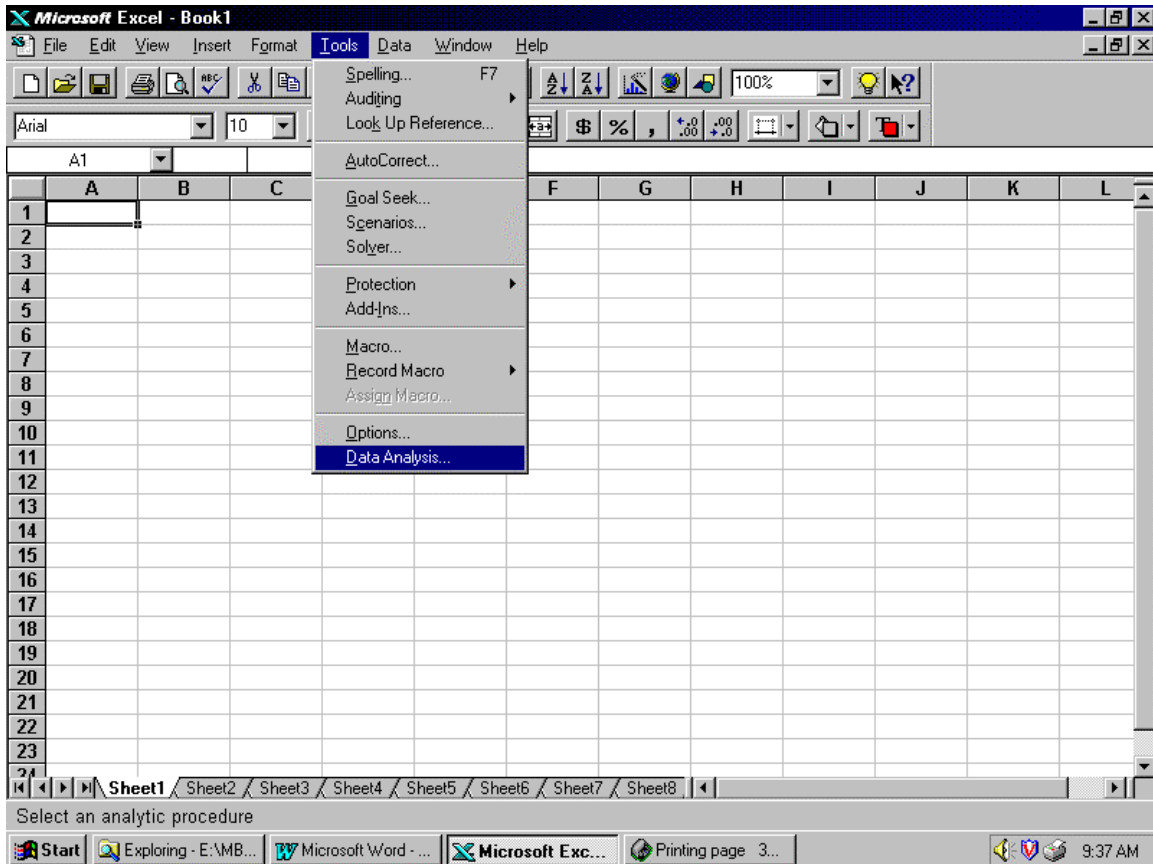 Microsoft Excel - Book1
File Edit View Insert Format Tools Data Window Help
ABC
100%
Arial
10
$ % ,
A1
Spelling... F7
Auditing
Look Up Reference...
AutoCorrect...
Goal Seek...
Scenarios...
Solver...
Protection
Add-Ins...
Macro...
Record Macro
Assign Macro...
Options...
Data Analysis...
A B C F G H I J K L
1
2
3
4
5
6
7
8
9
10
11
12
13
14
15
16
17
18
19
20
21
22
23
24
Sheet1 Sheet2 Sheet3 Sheet4 Sheet5 Sheet6 Sheet7 Sheet8
Select an analytic procedure
Start Exploring - E:\MB... Microsoft Word - ... Microsoft Exc... Printing page 3... 9:37 AM